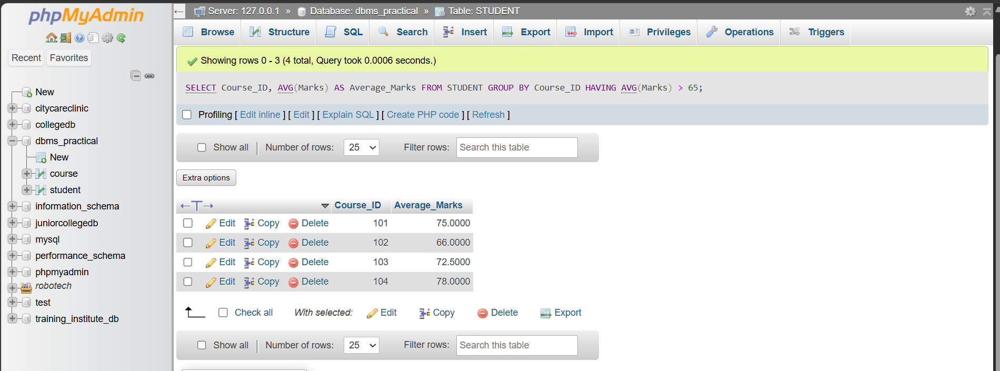 phpMyAdmin
Recent Favorites
New
citycareclinic
collegedb
dbms_practical
New
course
student
information_schema
juniorcollegedb
mysql
performance_schema
phpmyadmin
robotech
test
training_institute_db
Server: 127.0.0.1 » Database: dbms_practical » Table: STUDENT
Browse Structure SQL Search Insert Export Import Privileges Operations Triggers
Showing rows 0 - 3 (4 total, Query took 0.0006 seconds.)
SELECT Course_ID, AVG(Marks) AS Average_Marks FROM STUDENT GROUP BY Course_ID HAVING AVG(Marks) > 65;
Profiling [ Edit inline ] [ Edit ] [ Explain SQL ] [ Create PHP code ] [ Refresh ]
Show all Number of rows: 25 Filter rows: Search this table
Extra options
Course_ID Average_Marks
Edit Copy Delete 101 75.0000
Edit Copy Delete 102 66.0000
Edit Copy Delete 103 72.5000
Edit Copy Delete 104 78.0000
Check all With selected: Edit Copy Delete Export
Show all Number of rows: 25 Filter rows: Search this table